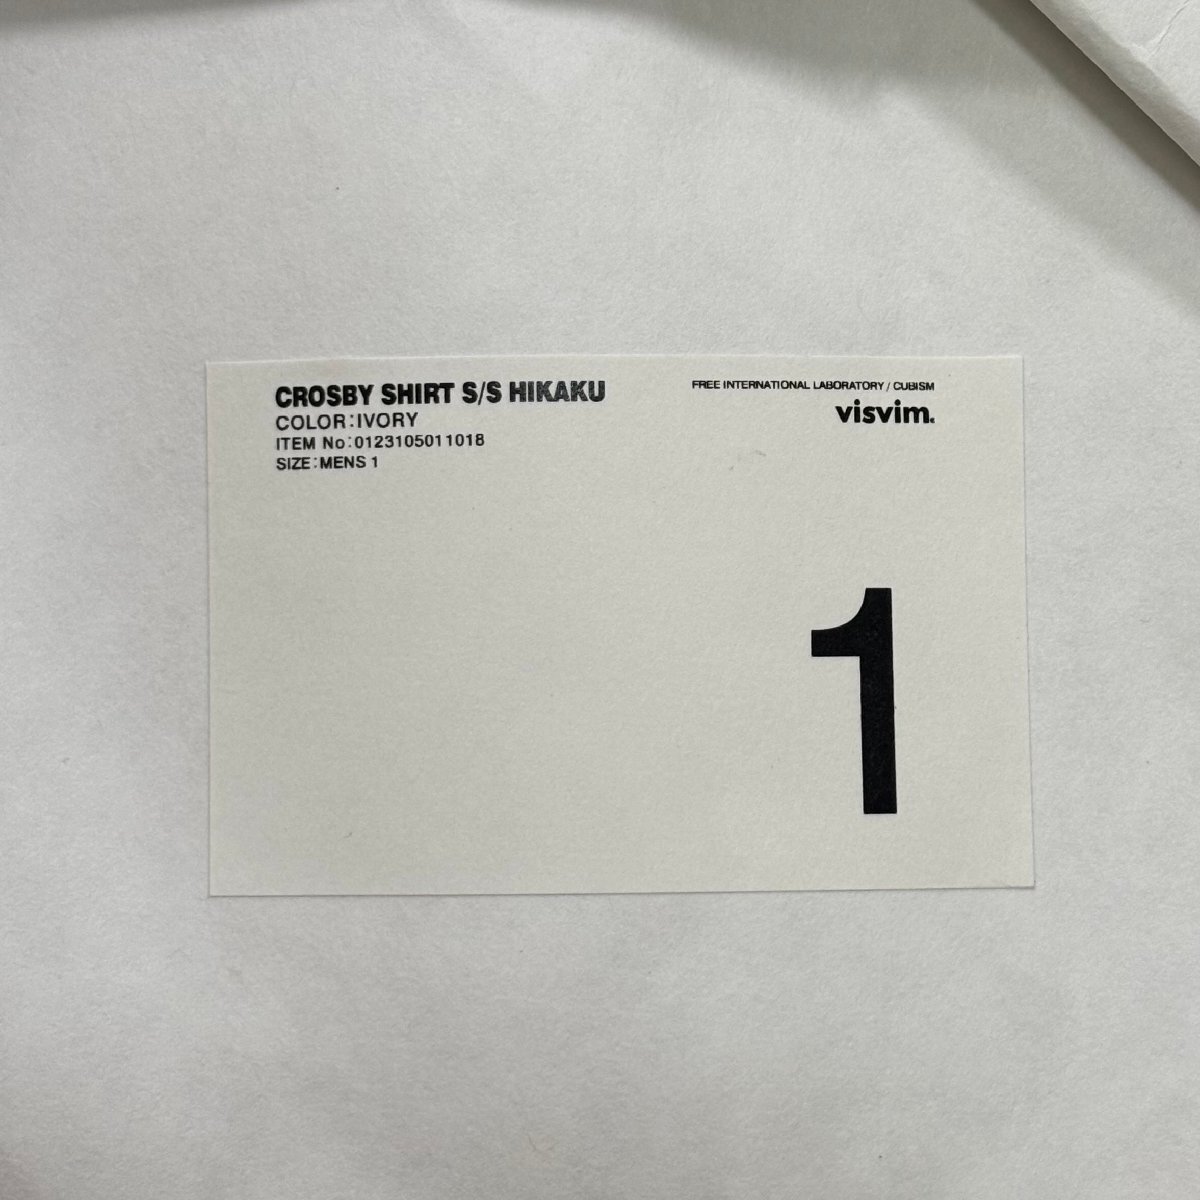 CROSBY SHIRT S/S HIKAKU
COLOR:IVORY
ITEM No:0123105011018
SIZE:MENS 1
FREE INTERNATIONAL LABORATORY / CUBISM
visvim.
1